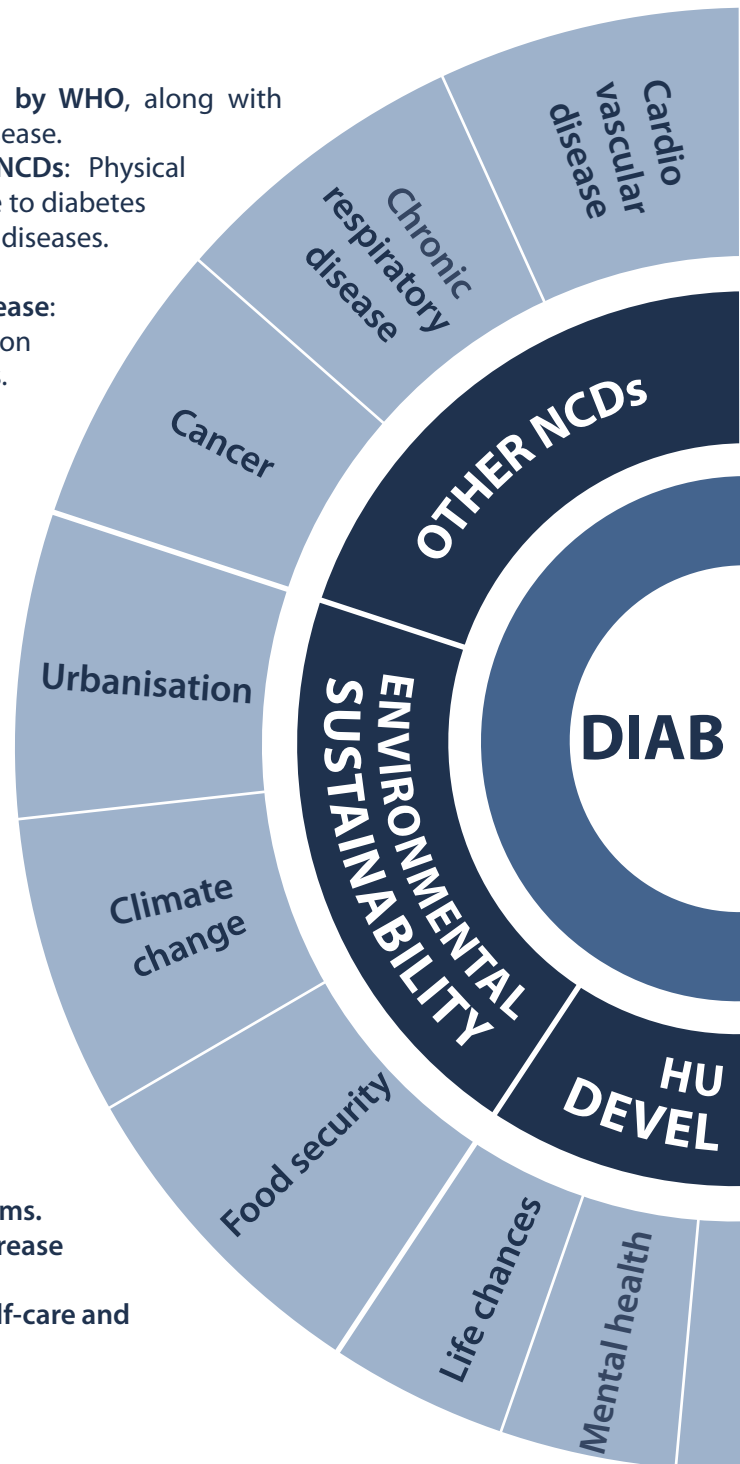 by WHO, along with
ease.
NCDs: Physical
e to diabetes
diseases.
ease:
on
.
Cardio
vascular
disease
Chronic
respiratory
disease
Cancer
OTHER NCDs
Urbanisation
ENVIRONMENTAL
SUSTAINABILITY
DIAB
Climate
change
Food security
HU
DEVEL
Life chances
Mental health
ms.
rease
lf-care and